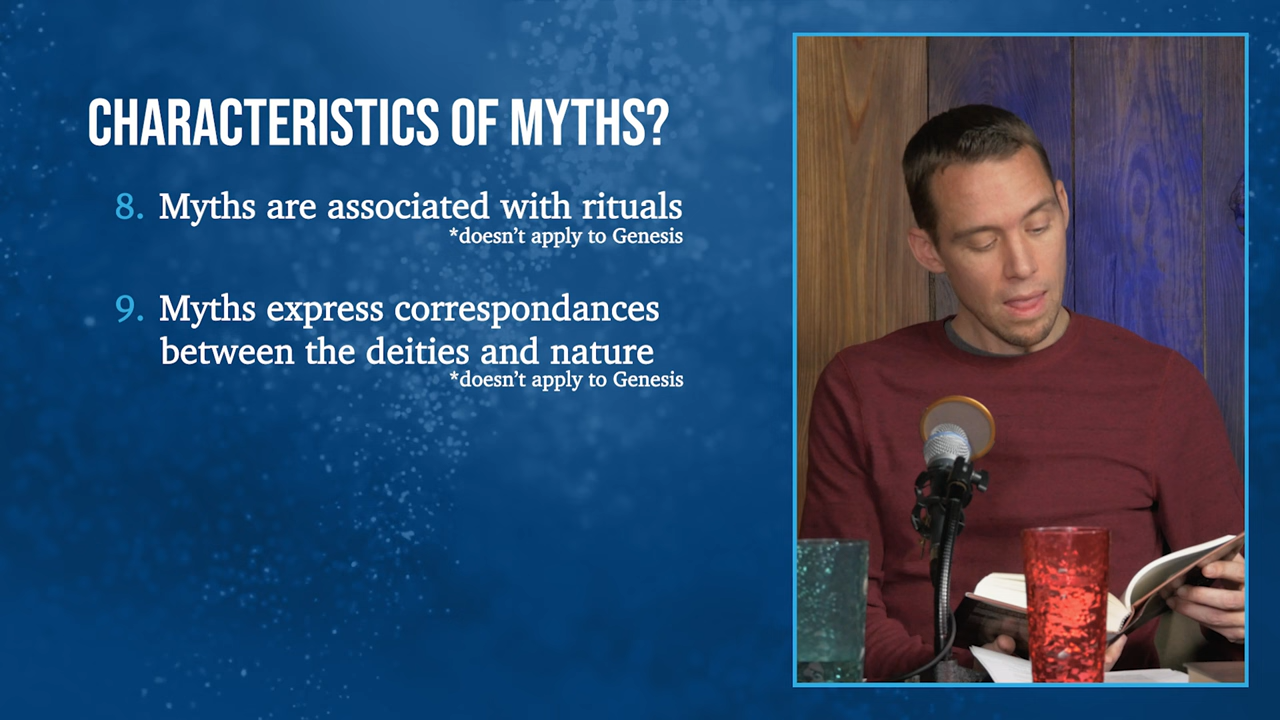 CHARACTERISTICS OF MYTHS?
8. Myths are associated with rituals
*doesn't apply to Genesis
9. Myths express correspondances
between the deities and nature
*doesn't apply to Genesis